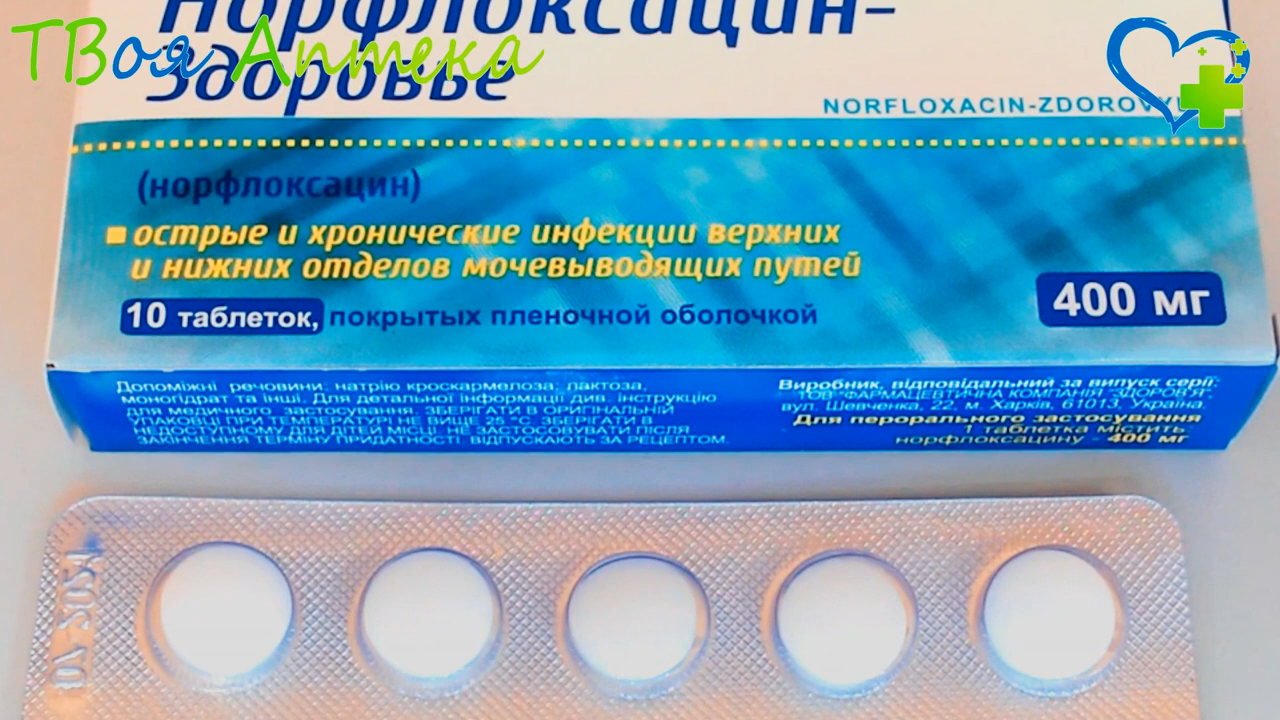 Норфлоксацин-
ТВоя Аптека
Здоровье
NORFLOXACIN-ZDOROVYE
(норфлоксацин)
острые и хронические инфекции верхних
и нижних отделов мочевыводящих путей
10 таблеток, покрытых пленочной оболочкой
400 мг
Допоміжні речовини: натрію кроскармелоза; лактоза,
моногідрат та інші. Для детальної інформації див. інструкцію
для медичного застосування. ЗБЕРІГАТИ В ОРИГІНАЛЬНІЙ
УПАКОВЦІ ПРИ ТЕМПЕРАТУРІ НЕ ВИЩЕ 25 °С. ЗБЕРІГАТИ В
НЕДОСТУПНОМУ ДЛЯ ДІТЕЙ МІСЦІ. НЕ ЗАСТОСОВУВАТИ ПІСЛЯ
ЗАКІНЧЕННЯ ТЕРМІНУ ПРИДАТНОСТІ. ВІДПУСКАЮТЬ ЗА РЕЦЕПТОМ.
Виробник, відповідальний за випуск серії:
ТОВ "ФАРМАЦЕВТИЧНА КОМПАНІЯ "ЗДОРОВ'Я".
вул. Шевченка, 22, м. Харків, 61013, Україна.
Для перорального застосування
1 таблетка містить:
норфлоксацину - 400 мг